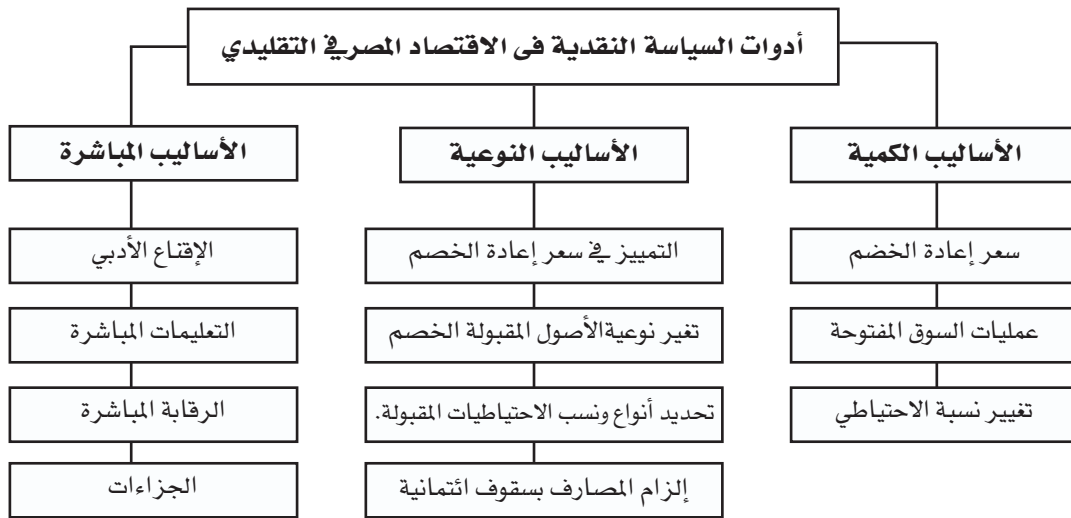 أدوات السياسة النقدية فى الاقتصاد المصرفي التقليدي
الأساليب الكمية
الأساليب النوعية
الأساليب المباشرة
سعر إعادة الخضم
التمييز في سعر إعادة الخصم
الإقناع الأدبي
عمليات السوق المفتوحة
تغير نوعيةالأصول المقبولة الخصم
التعليمات المباشرة
تغيير نسبة الاحتياطي
تحديد أنواع ونسب الاحتياطيات المقبولة.
الرقابة المباشرة
إلزام المصارف بسقوف ائتمانية
الجزاءات